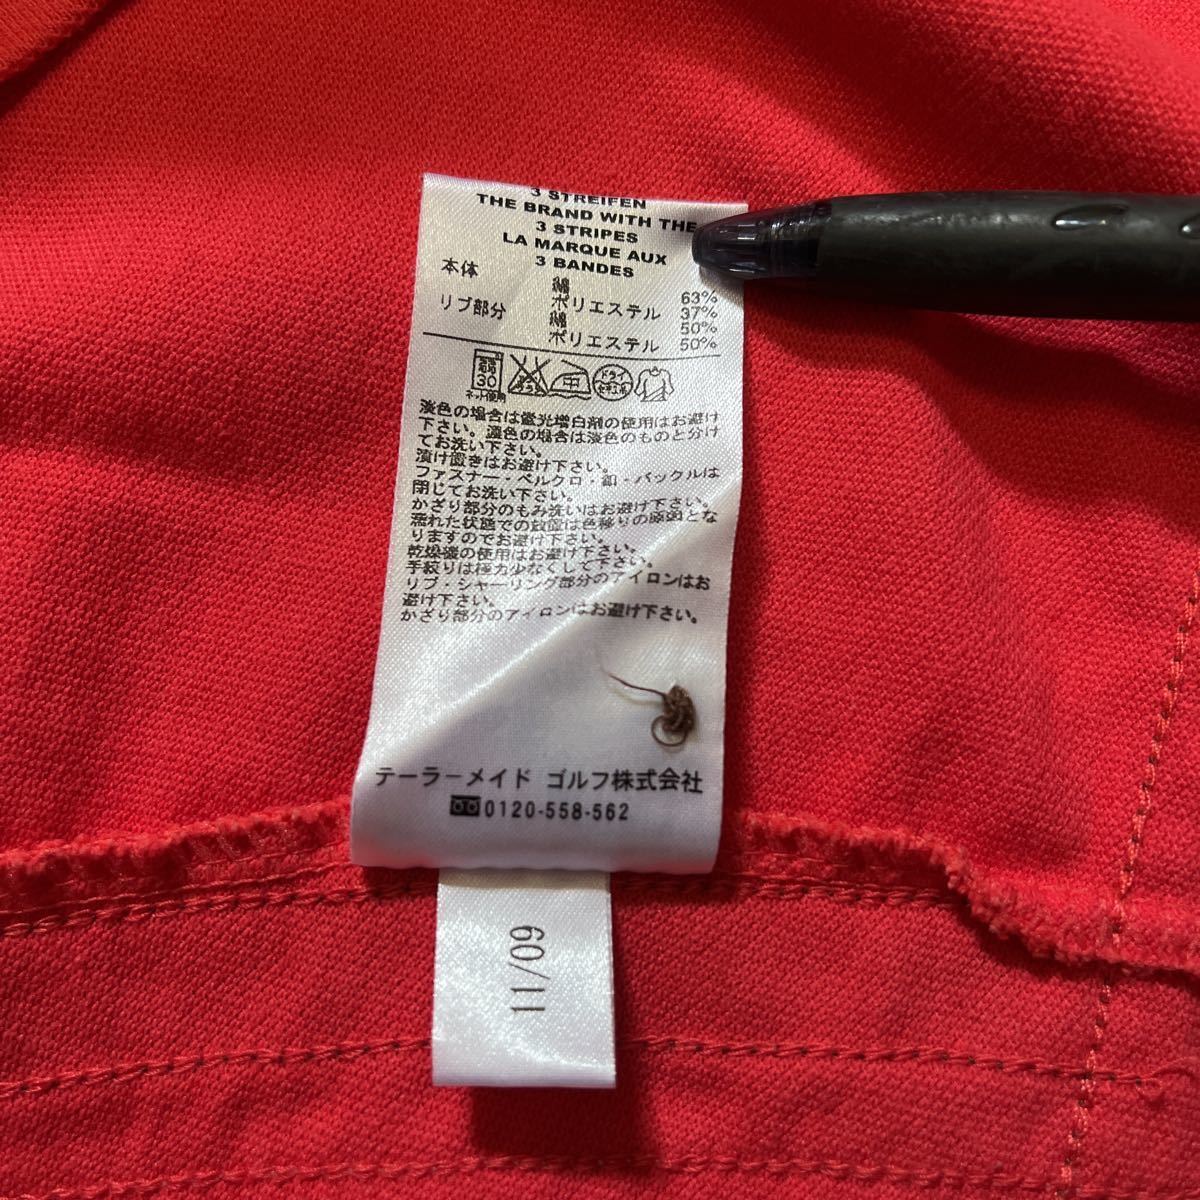 3 STREIFEN
THE BRAND WITH THE
3 STRIPES
LA MARQUE AUX
3 BANDES
本体 綿 63%
ポリエステル 37%
リブ部分 綿 50%
ポリエステル 50%
30
ネット使用
中
ドライ
淡色の場合は蛍光増白剤の使用はお避け
下さい。濃色の場合は淡色のものと分け
てお洗い下さい。
漬け置きはお避け下さい。
ファスナー・ベルクロ・釦・バックルは
閉じてお洗い下さい。
かざり部分のもみ洗いはお避け下さい。
濡れた状態での放置は色移りの原因とな
りますのでお避け下さい。
乾燥機の使用はお避け下さい。
手絞りは極力少なくして下さい。
リブ・シャーリング部分のアイロンはお
避け下さい。
かざり部分のアイロンはお避け下さい。
テーラーメイド ゴルフ株式会社
0120-558-562
11/09